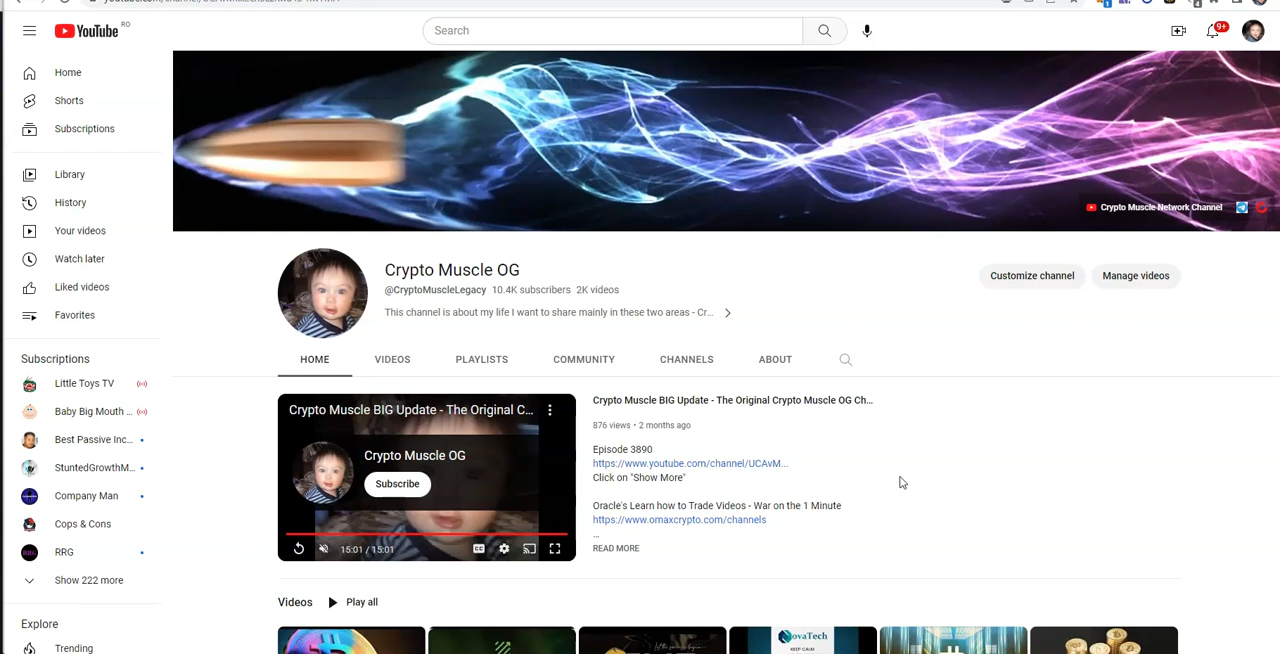 YouTube RO
Search
9+
Home
Shorts
Subscriptions
Library
History
Your videos
Watch later
Liked videos
Favorites
Subscriptions
Little Toys TV
Baby Big Mouth ...
Best Passive Inc...
StuntedGrowthM...
Company Man
Cops & Cons
RRG
Show 222 more
Explore
Trending
Crypto Muscle Network Channel
Crypto Muscle OG
@CryptoMuscleLegacy 10.4K subscribers 2K videos
This channel is about my life I want to share mainly in these two areas - Cr...
Customize channel
Manage videos
HOME VIDEOS PLAYLISTS COMMUNITY CHANNELS ABOUT
Crypto Muscle BIG Update - The Original C...
Crypto Muscle OG
Subscribe
15:01 / 15:01
CC
Crypto Muscle BIG Update - The Original Crypto Muscle OG Ch...
876 views • 2 months ago
Episode 3890
https://www.youtube.com/channel/UCAvM...
Click on "Show More"
Oracle's Learn how to Trade Videos - War on the 1 Minute
https://www.omaxcrypto.com/channels
...
READ MORE
Videos Play all
NovaTech
KEEP CALM